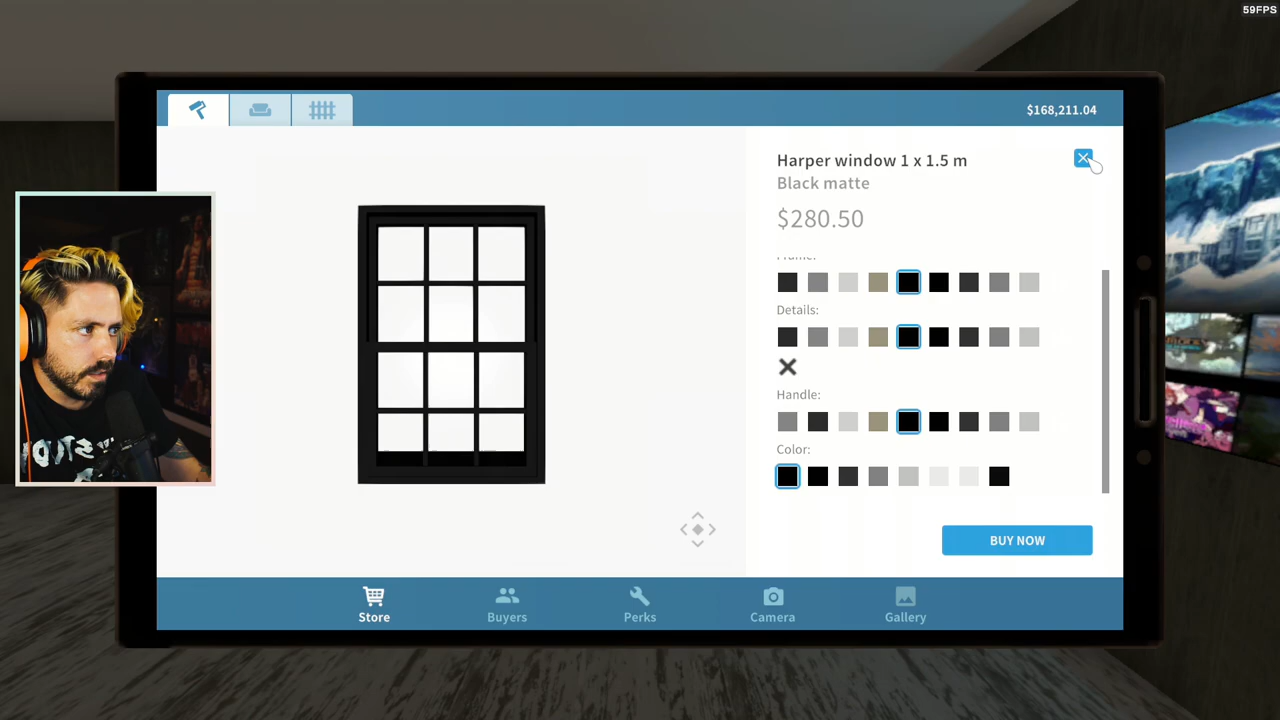 59FPS
$168,211.04
Harper window 1 x 1.5 m
Black matte
$280.50
Frame:
Details:
Handle:
Color:
BUY NOW
Store
Buyers
Perks
Camera
Gallery